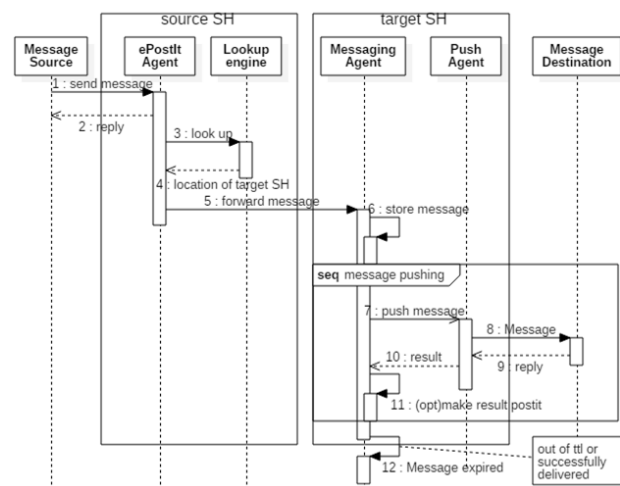 source SH
target SH
Message
Source
ePostIt
Agent
Lookup
engine
Messaging
Agent
Push
Agent
Message
Destination
1 : send message
2 : reply
3 : look up
4 : location of target SH
5 : forward message
6 : store message
seq message pushing
7 : push message
8 : Message
9 : reply
10 : result
11 : (opt)make result postit
12 : Message expired
out of ttl or
successfully
delivered